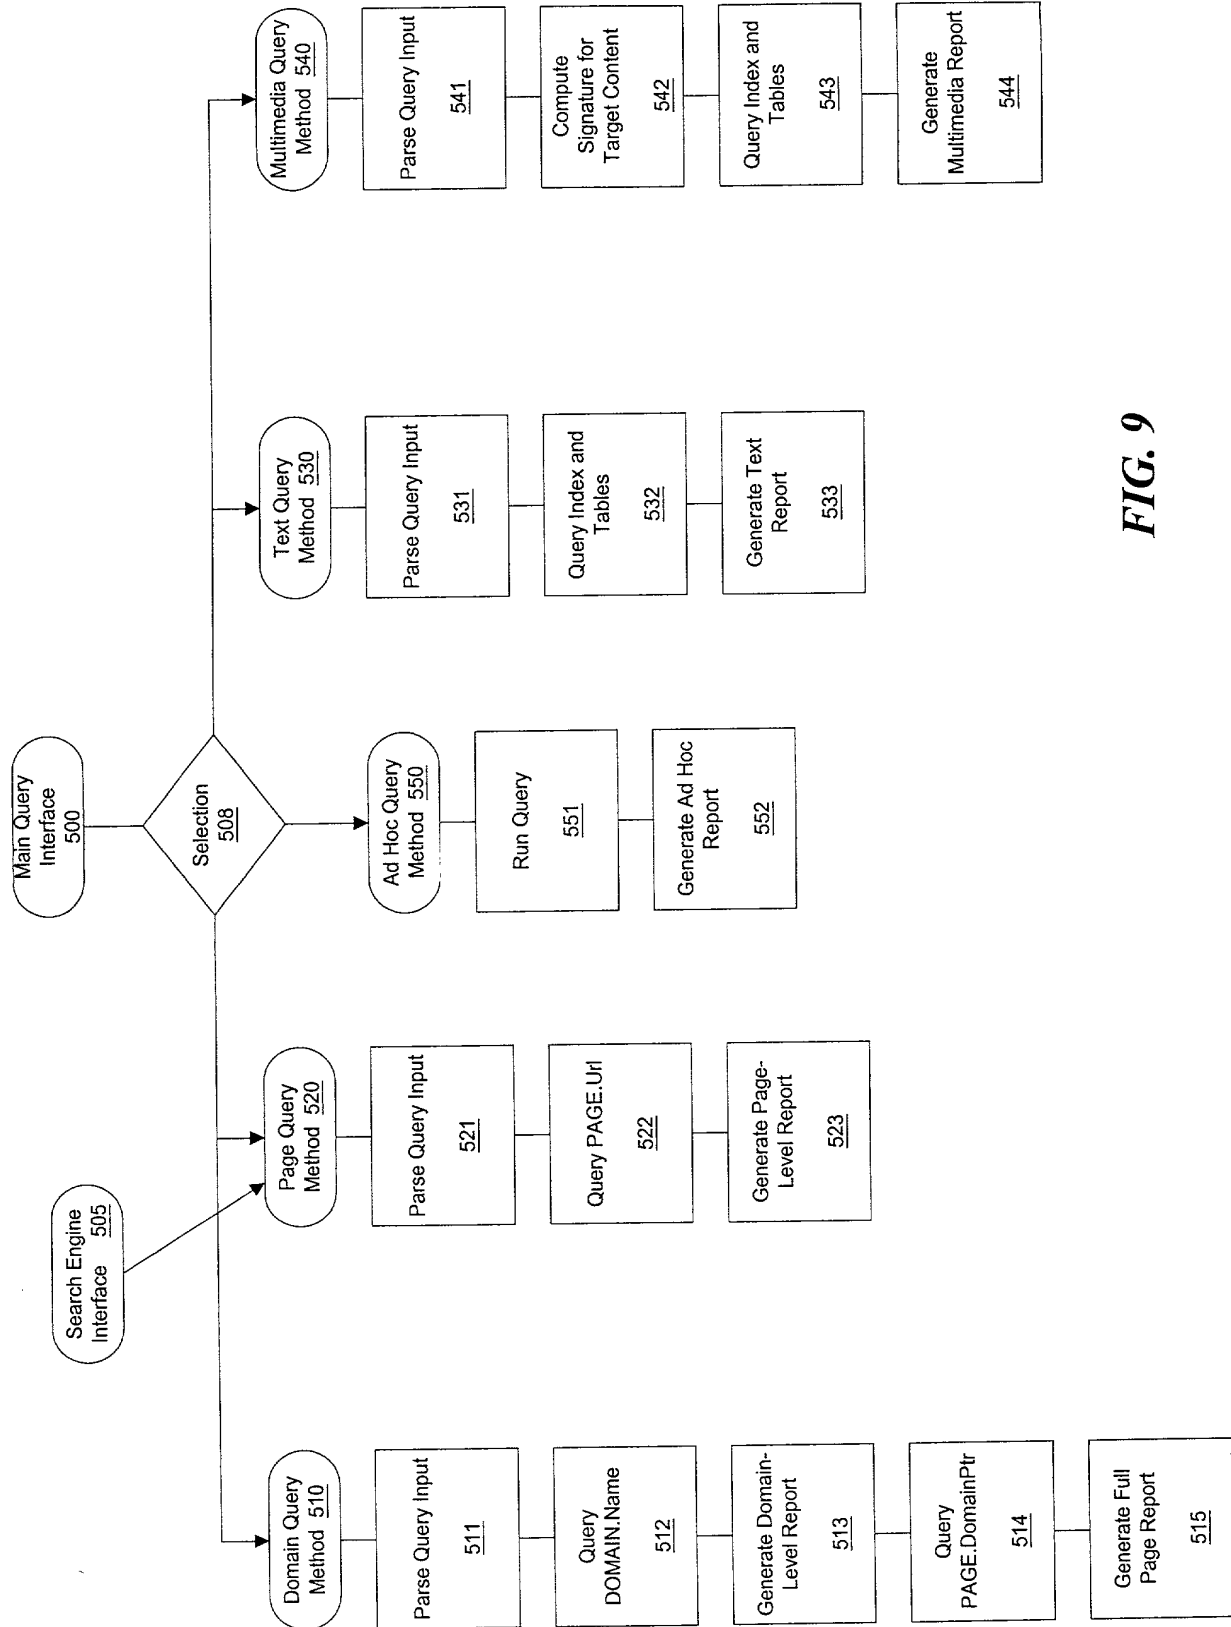 Main Query
Interface
500
Search Engine
Interface 505
Selection
508
Domain Query
Method 510
Parse Query Input
511
Query
DOMAIN.Name
512
Generate Domain-
Level Report
513
Query
PAGE.DomainPtr
514
Generate Full
Page Report
515
Page Query
Method 520
Parse Query Input
521
Query PAGE.Url
522
Generate Page-
Level Report
523
Ad Hoc Query
Method 550
Run Query
551
Generate Ad Hoc
Report
552
Text Query
Method 530
Parse Query Input
531
Query Index and
Tables
532
Generate Text
Report
533
Multimedia Query
Method 540
Parse Query Input
541
Compute
Signature for
Target Content
542
Query Index and
Tables
543
Generate
Multimedia Report
544
FIG. 9